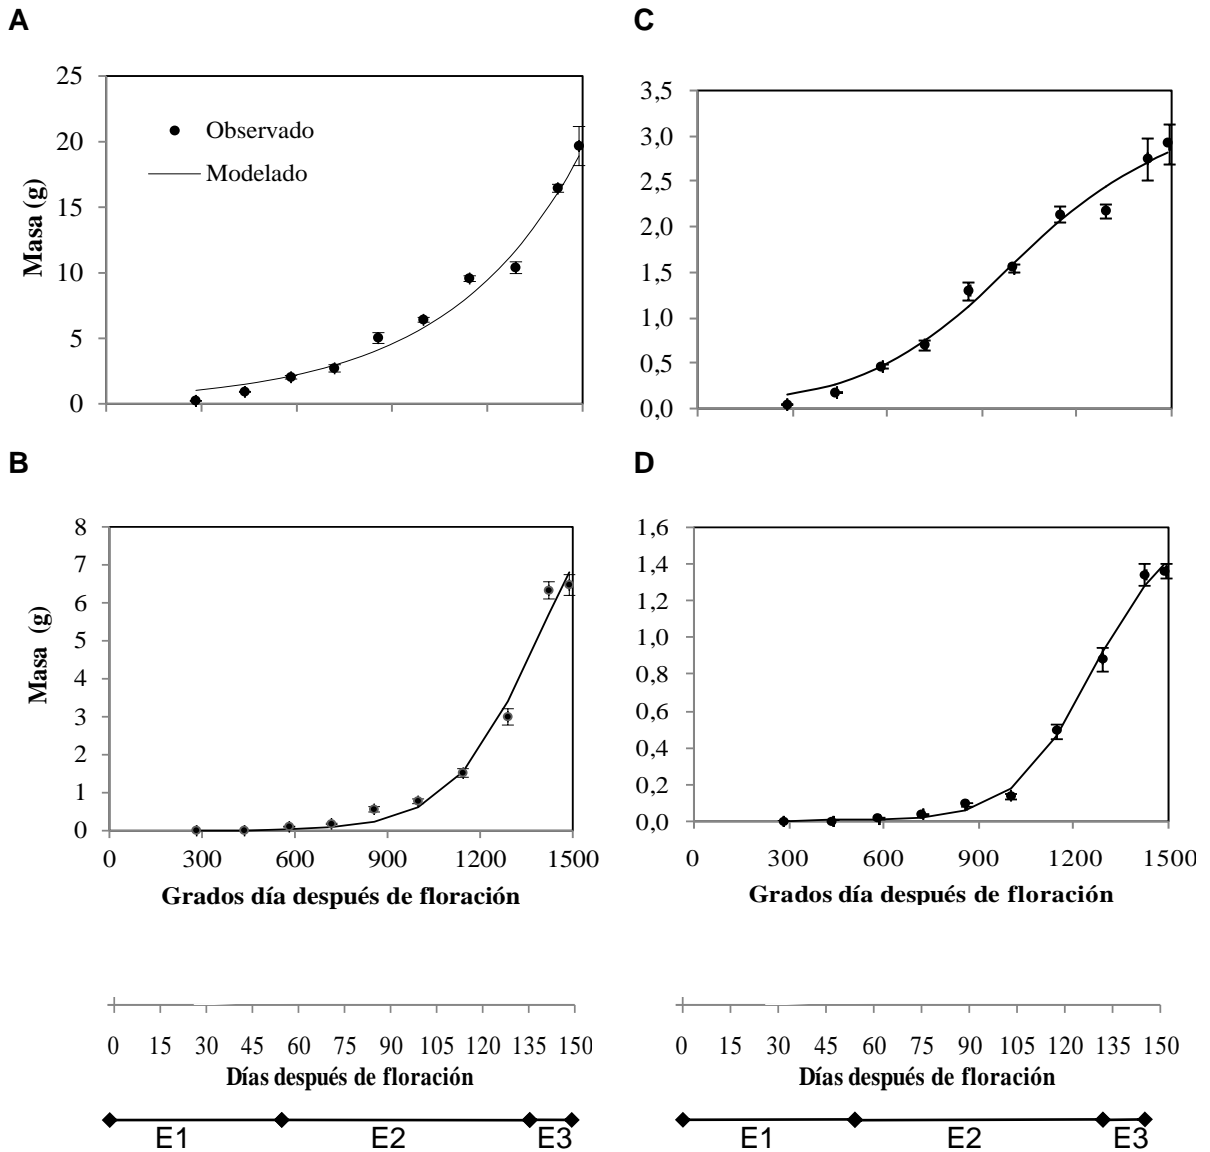 A
C
25
20
15
10
5
0
Masa (g)
Observado
Modelado
3,5
3,0
2,5
2,0
1,5
1,0
0,5
0,0
B
D
8
7
6
5
4
3
2
1
0
Masa (g)
0 300 600 900 1200 1500
Grados día después de floración
1,6
1,4
1,2
1,0
0,8
0,6
0,4
0,2
0,0
0 300 600 900 1200 1500
Grados día después de floración
0 15 30 45 60 75 90 105 120 135 150
Días después de floración
E1 E2 E3
0 15 30 45 60 75 90 105 120 135 150
Días después de floración
E1 E2 E3